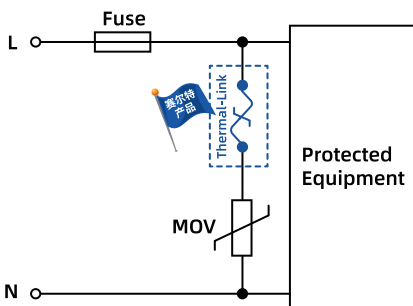 Fuse
L
赛尔特
产品
Thermal-Link
Protected
Equipment
MOV
N